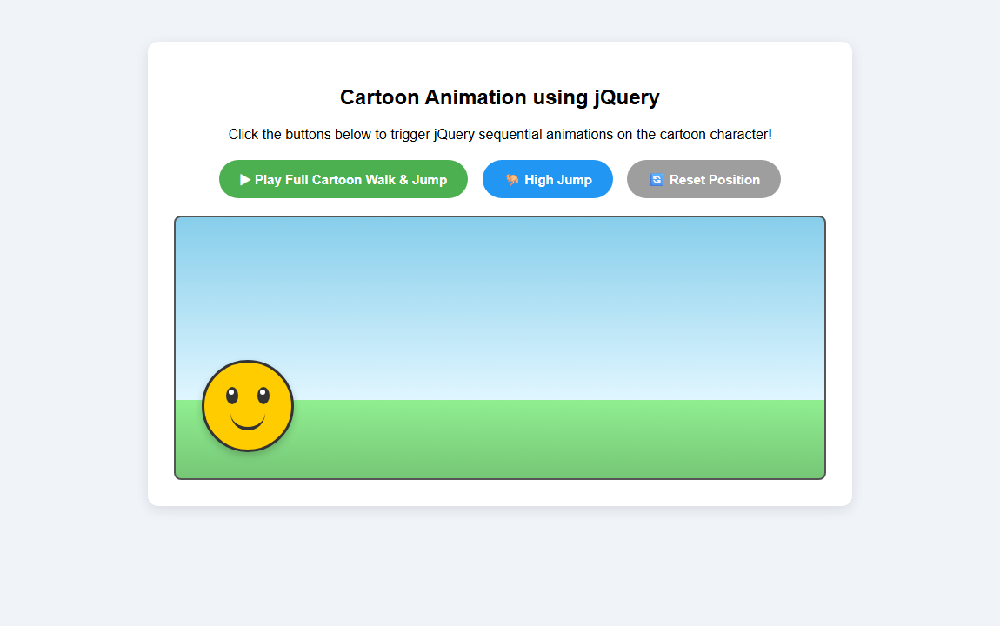 Cartoon Animation using jQuery
Click the buttons below to trigger jQuery sequential animations on the cartoon character!
▶ Play Full Cartoon Walk & Jump
🐪 High Jump
🔄 Reset Position